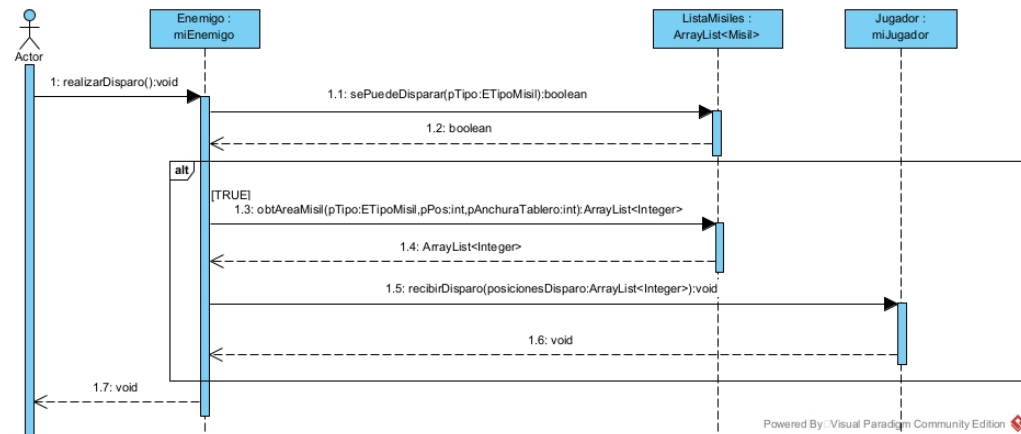 Enemigo :
miEnemigo
ListaMisiles :
ArrayList<Misil>
Jugador :
miJugador
Actor
1: realizarDisparo():void
1.1: sePuedeDisparar(pTipo:ETipoMisil):boolean
1.2: boolean
alt
[TRUE]
1.3: obtAreaMisil(pTipo:ETipoMisil,pPos:int,pAnchuraTablero:int):ArrayList<Integer>
1.4: ArrayList<Integer>
1.5: recibirDisparo(posicionesDisparo:ArrayList<Integer>):void
1.6: void
1.7: void
Powered By Visual Paradigm Community Edition